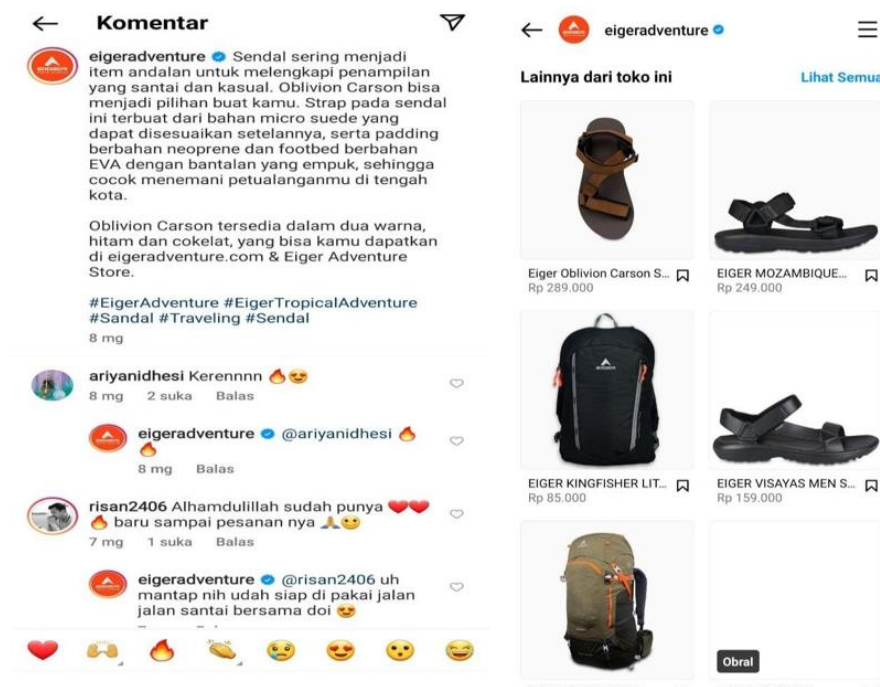 Komentar
eigeradventure Sendal sering menjadi
item andalan untuk melengkapi penampilan
yang santai dan kasual. Oblivion Carson bisa
menjadi pilihan buat kamu. Strap pada sendal
ini terbuat dari bahan micro suede yang
dapat disesuaikan setelannya, serta padding
berbahan neoprene dan footbed berbahan
EVA dengan bantalan yang empuk, sehingga
cocok menemani petualanganmu di tengah
kota.
Oblivion Carson tersedia dalam dua warna,
hitam dan cokelat, yang bisa kamu dapatkan
di eigeradventure.com & Eiger Adventure
Store.
#EigerAdventure #EigerTropicalAdventure
#Sandal #Traveling #Sendal
8 mg
ariyanidhesi Kerennnn 🔥😍
8 mg 2 suka Balas
eigeradventure @ariyanidhesi 🔥
🔥
8 mg Balas
risan2406 Alhamdulillah sudah punya ❤️❤️
🔥 baru sampai pesanan nya 🙏😶
7 mg 1 suka Balas
eigeradventure @risan2406 uh
mantap nih udah siap di pakai jalan
jalan santai bersama doi 😍
eigeradventure
Lainnya dari toko ini Lihat Semua
Eiger Oblivion Carson S...
Rp 289.000
EIGER MOZAMBIQUE...
Rp 249.000
EIGER KINGFISHER LIT...
Rp 85.000
EIGER VISAYAS MEN S...
Rp 159.000
Obral